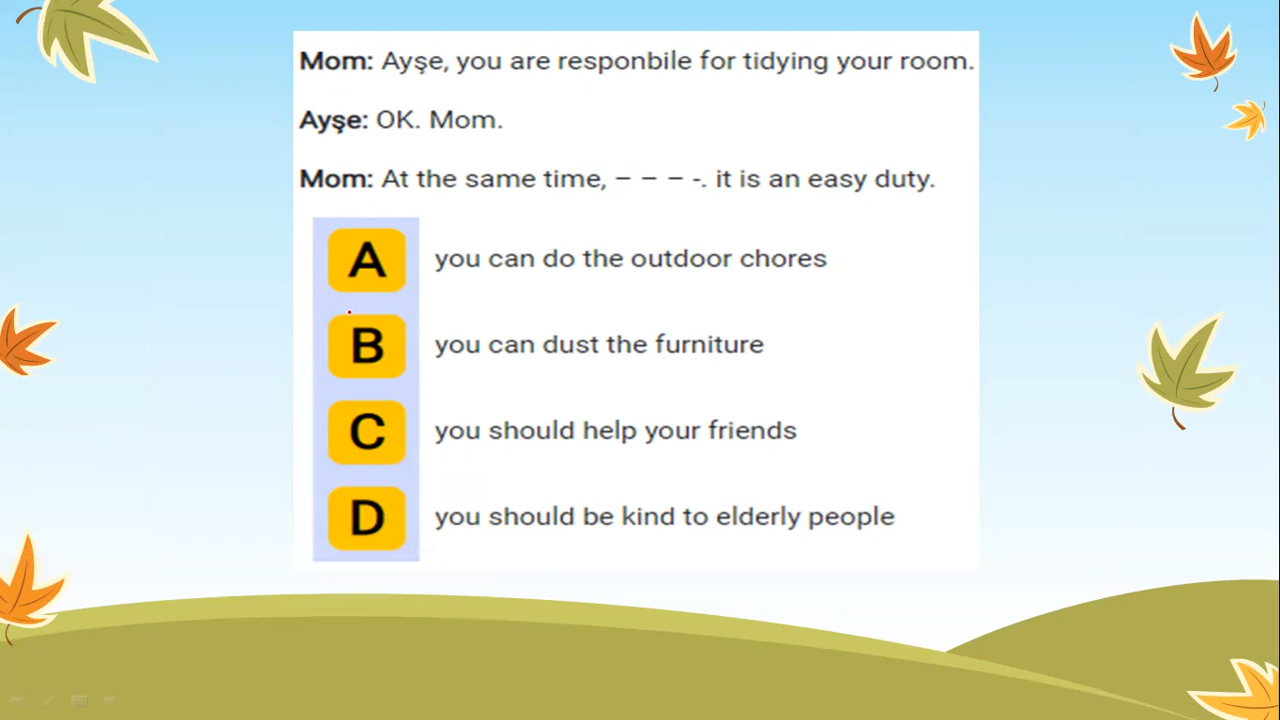 Mom: Ayşe, you are responbile for tidying your room.
Ayşe: OK. Mom.
Mom: At the same time, − − − -. it is an easy duty.
A you can do the outdoor chores
B you can dust the furniture
C you should help your friends
D you should be kind to elderly people